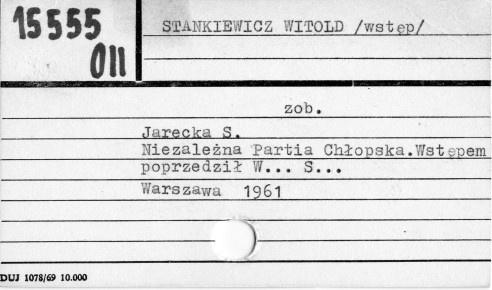 15555
011
STANKIEWICZ WITOLD /wstęp/
zob.
Jarecka S.
Niezależna Partia Chłopska.Wstępem
poprzedził W... S...
Warszawa 1961
DUJ 1078/69 10.000